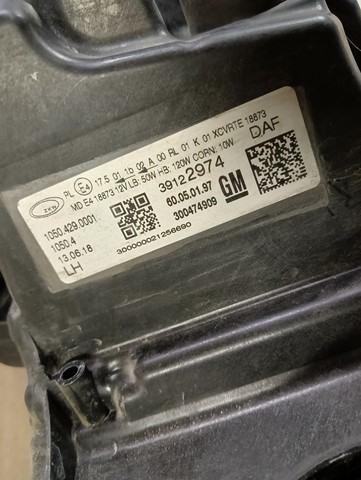 ZKW
RL E4 17 5 01 1b 02 A 00 RL 01 K 01 XCVRTE 18873
MD E4 18873 12V LB: 50W HB: 120W CORN: 10W
DAF
1050.429.0001
1050.4
13.06.18
LH
39122974
60.05.01.97
300474909
GM
300000021256690